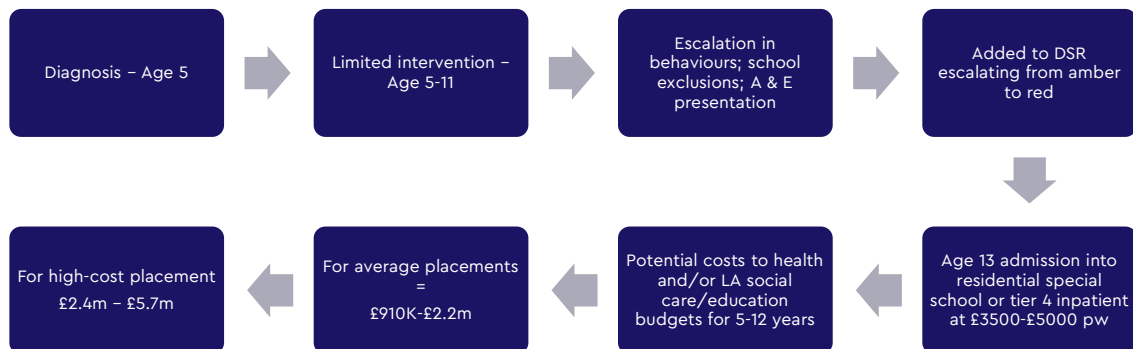 Diagnosis – Age 5
Limited intervention –
Age 5-11
Escalation in
behaviours; school
exclusions; A & E
presentation
Added to DSR
escalating from amber
to red
Age 13 admission into
residential special
school or tier 4 inpatient
at £3500-£5000 pw
Potential costs to health
and/or LA social
care/education
budgets for 5-12 years
For average placements
=
£910K-£2.2m
For high-cost placement
£2.4m – £5.7m